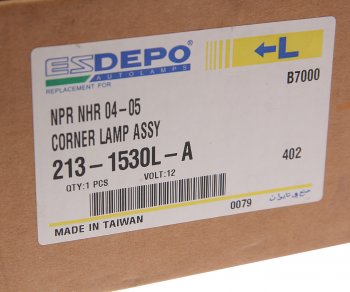 ESDEPO
AUTOLAMPS
REPLACEMENT FOR
L
B7000
NPR NHR 04-05
CORNER LAMP ASSY
213-1530L-A
402
QTY:1 PCS VOLT:12
0079
MADE IN TAIWAN